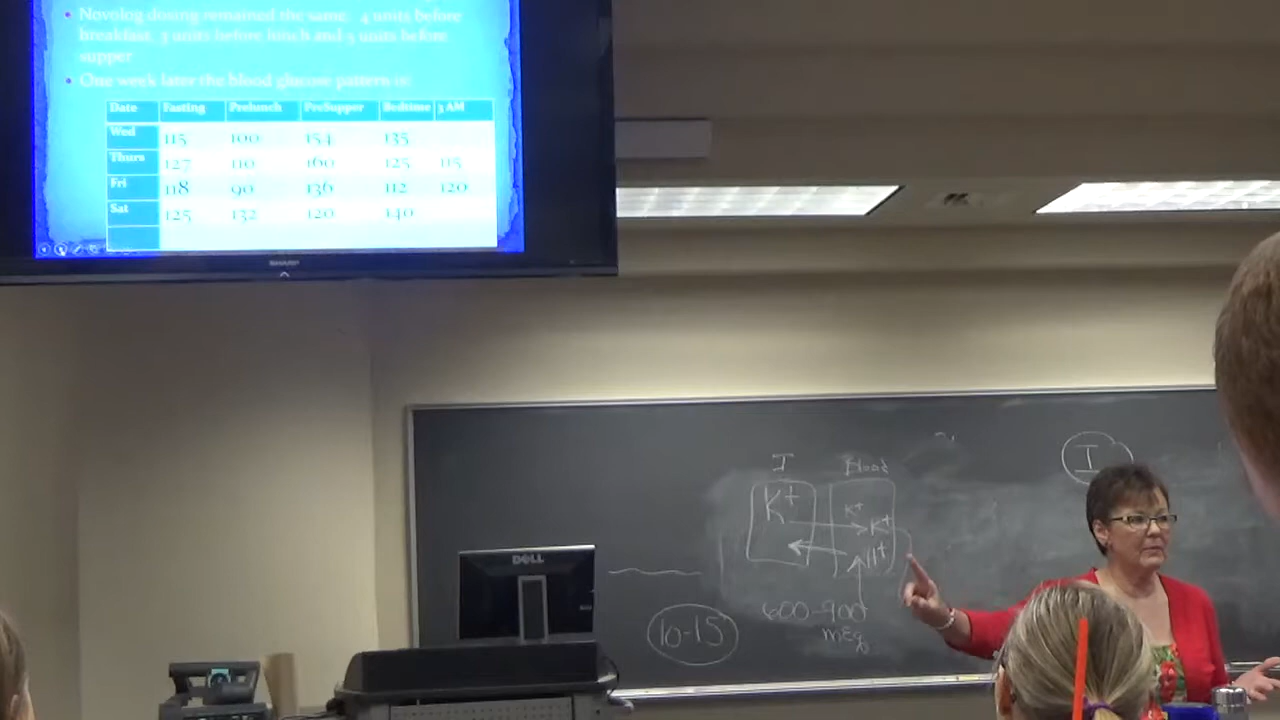 • Novolog dosing remained the same. 4 units before
breakfast, 3 units before lunch and 5 units before
supper
• One week later the blood glucose pattern is:
Date Fasting Prelunch PreSupper Bedtime 3 AM
Wed 115 100 154 135
Thurs 127 110 160 125 115
Fri 118 90 136 112 120
Sat 125 132 120 140
SHARP
I Blood
I
K+ K+
K+
H+
DELL
600-900
10-15 mEq